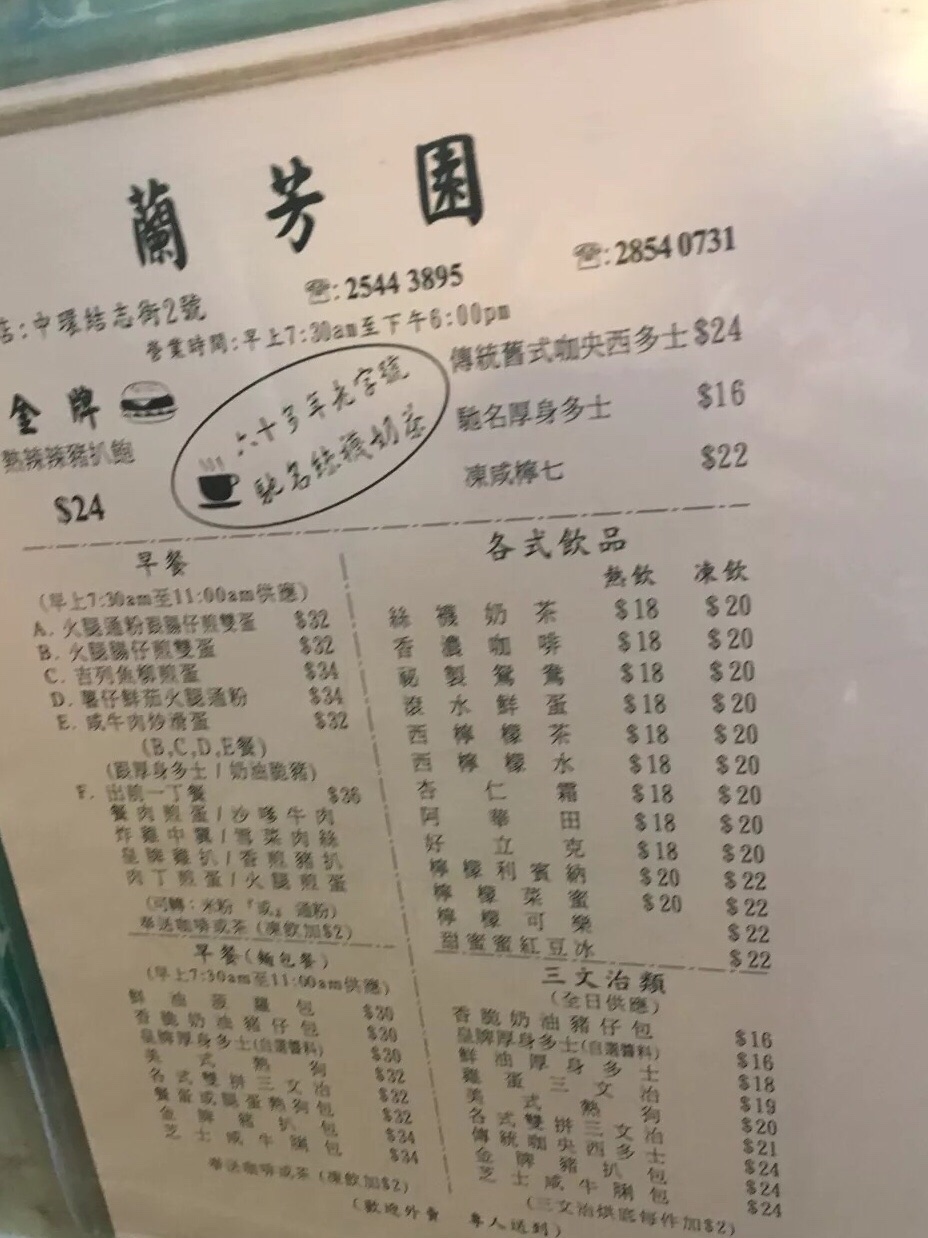 蘭芳園
店:中環結志街2號 ☎:2544 3895 ☎:2854 0731
營業時間:早上7:30am至下午6:00pm
金牌
熱辣辣豬扒飽
$24
六十多年老字號
馳名絲襪奶茶
傳統舊式咖央西多士 $24
馳名厚身多士 $16
凍咸檸七 $22
早餐
(早上7:30am至11:00am供應)
A. 火腿通粉跟腸仔煎雙蛋 $32
B. 火腿腸仔煎雙蛋 $32
C. 吉列魚柳煎蛋 $34
D. 薯仔鮮茄火腿通粉 $34
E. 咸牛肉炒滑蛋 $32
(B,C,D,E餐)
(跟厚身多士/奶油脆豬)
F. 出前一丁餐 $36
餐肉煎蛋/沙嗲牛肉
炸雞中翼/雪菜肉絲
皇牌雞扒/香煎豬扒
肉丁煎蛋/火腿煎蛋
(可轉:米粉『或』通粉)
奉送咖啡或茶(凍飲加$2)
早餐(麵包餐)
(早上7:30am至11:00am供應)
鮮油菠蘿包 $30
香脆奶油豬仔包 $30
皇牌厚身多士(自選醬料) $30
美式熱狗 $32
各式雙拼三文治 $32
餐蛋或腿蛋熱狗包 $32
金牌豬扒包 $34
芝士咸牛脷包 $34
奉送咖啡或茶(凍飲加$2)
各式飲品
熱飲 凍飲
絲襪奶茶 $18 $20
香濃咖啡 $18 $20
秘製鴛鴦 $18 $20
滾水鮮蛋 $18 $20
西檸檬茶 $18 $20
西檸檬水 $18 $20
杏仁霜 $18 $20
阿華田 $18 $20
好立克 $18 $20
檸檬利賓納 $20 $22
檸檬菜蜜 $20 $22
檸檬可樂 $22
甜蜜蜜紅豆冰 $22
三文治類
(全日供應)
香脆奶油豬仔包 $16
皇牌厚身多士(自選醬料) $16
鮮油厚身多士 $18
雞蛋三文治 $19
美式熱狗 $20
各式雙拼三文治 $21
傳統咖央西多士 $24
金牌豬扒包 $24
芝士咸牛脷包 $24
(三文治烘底每件加$2)
(歡迎外賣 專人送到)